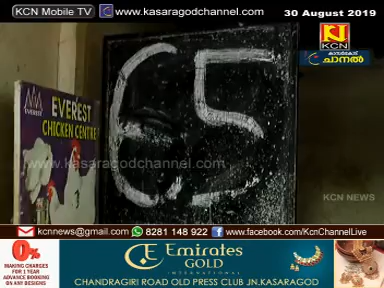 KCN Mobile TV
www.kasaragodchannel.com
30 August 2019
KCN
കാസർകോട്
ചാനൽ
65
EVEREST
EVEREST
CHICKEN CENTRE
www.kasaragodchannel.com
KCN NEWS
kcnnews@gmail.com
8281 148 922
www.facebook.com/KcnChannelLive
0%
MAKING CHARGES
FOR 1 YEAR
ADVANCE BOOKING
ON ANY DESIGNS
Emirates
GOLD
INTERNATIONAL
CHANDRAGIRI ROAD OLD PRESS CLUB JN.KASARAGOD